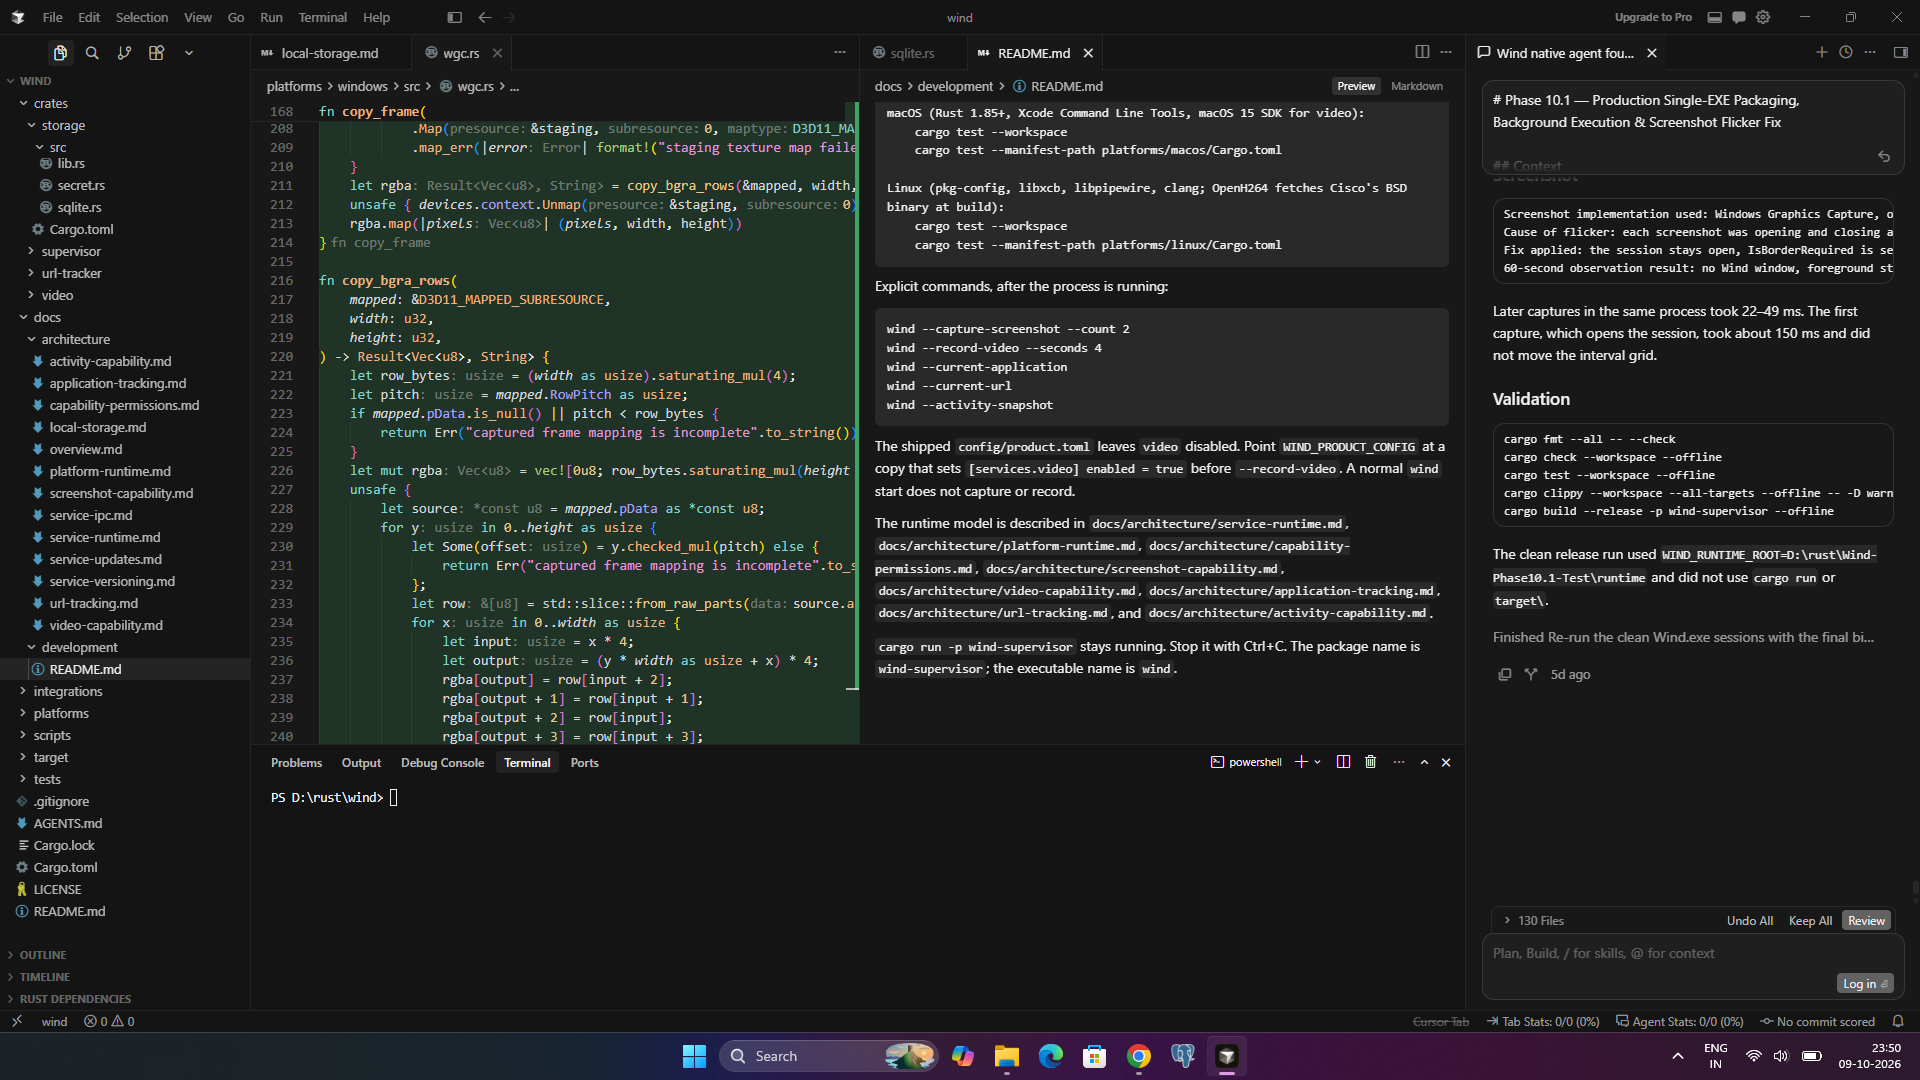 File Edit Selection View Go Run Terminal Help
wind
Upgrade to Pro
WIND
crates
storage
src
lib.rs
secret.rs
sqlite.rs
Cargo.toml
supervisor
url-tracker
video
docs
architecture
activity-capability.md
application-tracking.md
capability-permissions.md
local-storage.md
overview.md
platform-runtime.md
screenshot-capability.md
service-ipc.md
service-runtime.md
service-updates.md
service-versioning.md
url-tracking.md
video-capability.md
development
README.md
integrations
platforms
scripts
target
tests
.gitignore
AGENTS.md
Cargo.lock
Cargo.toml
LICENSE
README.md
OUTLINE
TIMELINE
RUST DEPENDENCIES
local-storage.md
wgc.rs
platforms > windows > src > wgc.rs > ...
168 fn copy_frame(
208 .Map(presource: &staging, subresource: 0, maptype: D3D11_MA
209 .map_err(|error: Error| format!("staging texture map faile
210 }
211 let rgba: Result<Vec<u8>, String> = copy_bgra_rows(&mapped, width,
212 unsafe { devices.context.Unmap(presource: &staging, subresource: 0)
213 rgba.map(|pixels: Vec<u8>| (pixels, width, height))
214 } fn copy_frame
215
216 fn copy_bgra_rows(
217 mapped: &D3D11_MAPPED_SUBRESOURCE,
218 width: u32,
219 height: u32,
220 ) -> Result<Vec<u8>, String> {
221 let row_bytes: usize = (width as usize).saturating_mul(4);
222 let pitch: usize = mapped.RowPitch as usize;
223 if mapped.pData.is_null() || pitch < row_bytes {
224 return Err("captured frame mapping is incomplete".to_string())
225 }
226 let mut rgba: Vec<u8> = vec![0u8; row_bytes.saturating_mul(height
227 unsafe {
228 let source: *const u8 = mapped.pData as *const u8;
229 for y: usize in 0..height as usize {
230 let Some(offset: usize) = y.checked_mul(pitch) else {
231 return Err("captured frame mapping is incomplete".to_s
232 };
233 let row: &[u8] = std::slice::from_raw_parts(data: source.a
234 for x: usize in 0..width as usize {
235 let input: usize = x * 4;
236 let output: usize = (y * width as usize + x) * 4;
237 rgba[output] = row[input + 2];
238 rgba[output + 1] = row[input + 1];
239 rgba[output + 2] = row[input];
240 rgba[output + 3] = row[input + 3];
sqlite.rs
README.md
docs > development > README.md
Preview Markdown
macOS (Rust 1.85+, Xcode Command Line Tools, macOS 15 SDK for video):
cargo test --workspace
cargo test --manifest-path platforms/macos/Cargo.toml
Linux (pkg-config, libxcb, libpipewire, clang; OpenH264 fetches Cisco's BSD
binary at build):
cargo test --workspace
cargo test --manifest-path platforms/linux/Cargo.toml
Explicit commands, after the process is running:
wind --capture-screenshot --count 2
wind --record-video --seconds 4
wind --current-application
wind --current-url
wind --activity-snapshot
The shipped config/product.toml leaves video disabled. Point WIND_PRODUCT_CONFIG at a
copy that sets [services.video] enabled = true before --record-video. A normal wind
start does not capture or record.
The runtime model is described in docs/architecture/service-runtime.md,
docs/architecture/platform-runtime.md, docs/architecture/capability-
permissions.md, docs/architecture/screenshot-capability.md,
docs/architecture/video-capability.md, docs/architecture/application-tracking.md,
docs/architecture/url-tracking.md, and docs/architecture/activity-capability.md.
cargo run -p wind-supervisor stays running. Stop it with Ctrl+C. The package name is
wind-supervisor; the executable name is wind.
Problems Output Debug Console Terminal Ports
powershell
PS D:\rust\wind>
Wind native agent fou...
# Phase 10.1 — Production Single-EXE Packaging,
Background Execution & Screenshot Flicker Fix
## Context
Screenshot
Screenshot implementation used: Windows Graphics Capture, o
Cause of flicker: each screenshot was opening and closing a
Fix applied: the session stays open, IsBorderRequired is se
60-second observation result: no Wind window, foreground st
Later captures in the same process took 22–49 ms. The first
capture, which opens the session, took about 150 ms and did
not move the interval grid.
Validation
cargo fmt --all -- --check
cargo check --workspace --offline
cargo test --workspace --offline
cargo clippy --workspace --all-targets --offline -- -D warn
cargo build --release -p wind-supervisor --offline
The clean release run used WIND_RUNTIME_ROOT=D:\rust\Wind-
Phase10.1-Test\runtime and did not use cargo run or
target\.
Finished Re-run the clean Wind.exe sessions with the final bi...
5d ago
130 Files Undo All Keep All Review
Plan, Build, / for skills, @ for context
Log in
wind 0 0
Cursor Tab Tab Stats: 0/0 (0%) Agent Stats: 0/0 (0%) No commit scored
Search
ENG
IN
23:50
09-10-2026